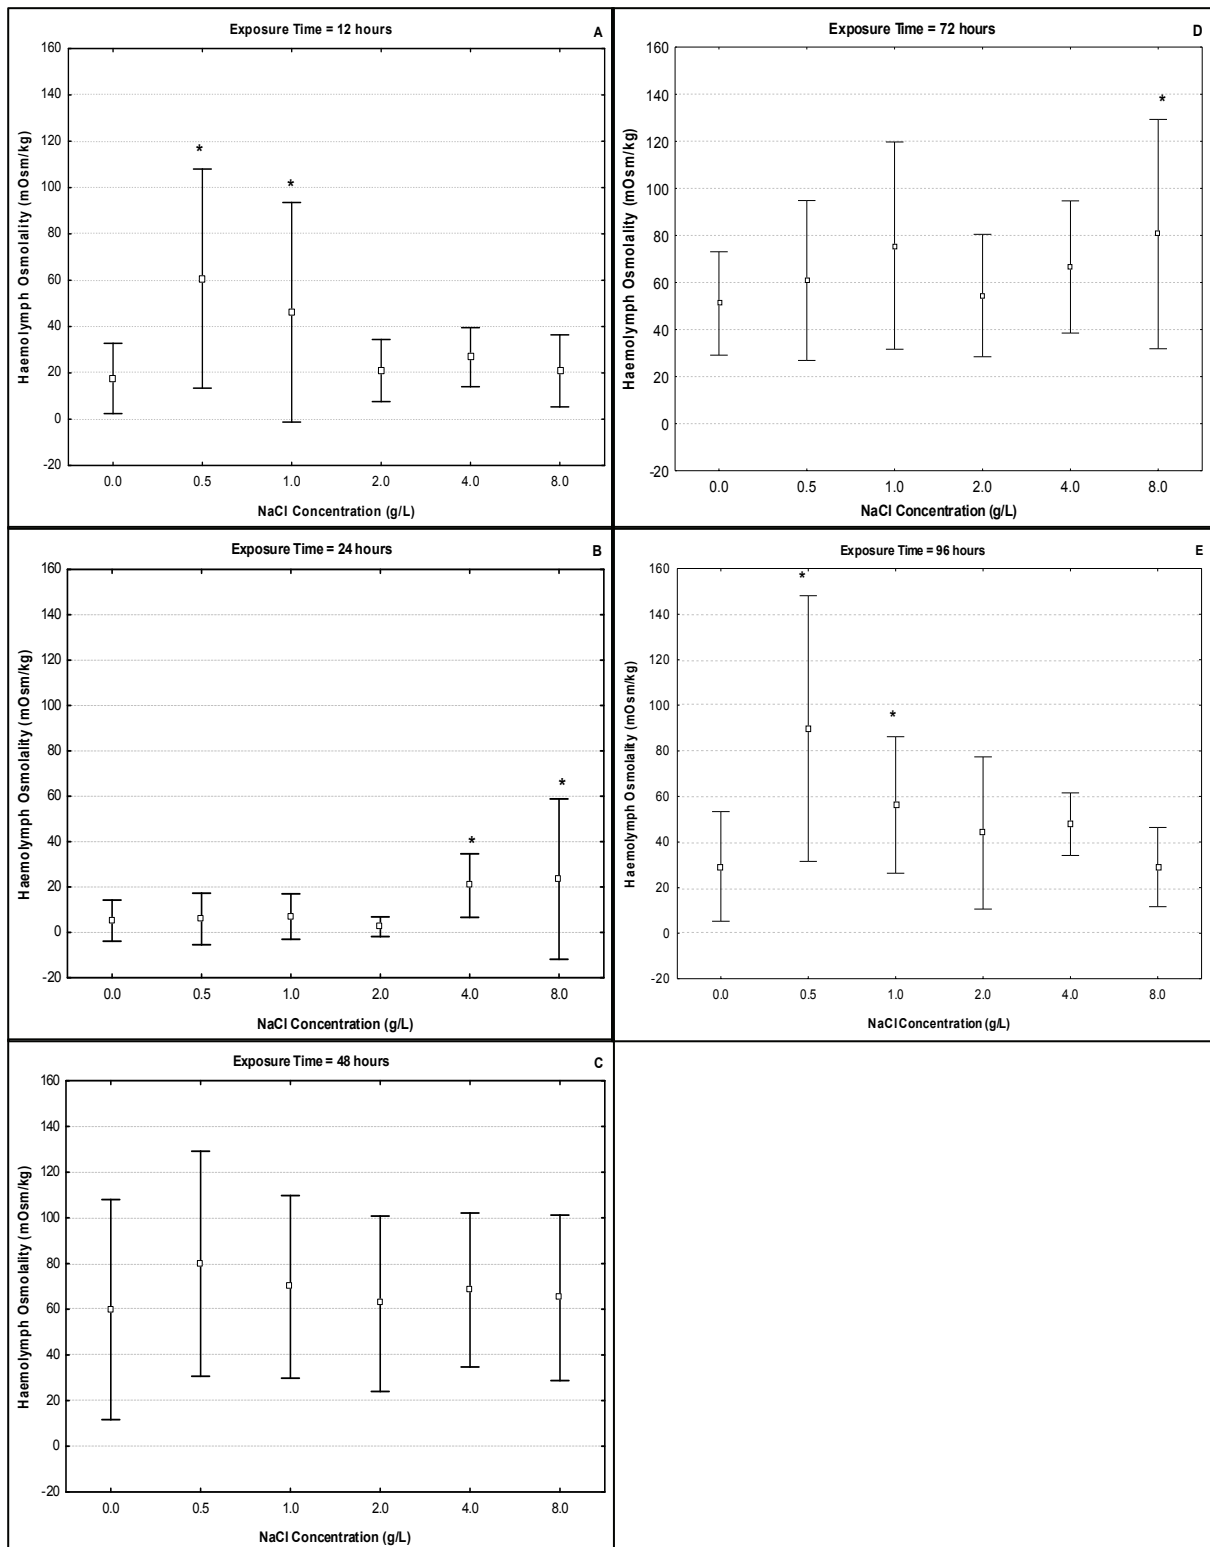 Exposure Time = 12 hours
A
160
140
120
100
80
60
40
20
0
-20
Haemolymph Osmolality (mOsm/kg)
*
*
0.0 0.5 1.0 2.0 4.0 8.0
NaCl Concentration (g/L)
Exposure Time = 24 hours
B
160
140
120
100
80
60
40
20
0
-20
Haemolymph Osmolality (mOsm/kg)
*
*
0.0 0.5 1.0 2.0 4.0 8.0
NaCl Concentration (g/L)
Exposure Time = 48 hours
C
160
140
120
100
80
60
40
20
0
-20
Haemolymph Osmolality (mOsm/kg)
0.0 0.5 1.0 2.0 4.0 8.0
NaCl Concentration (g/L)
Exposure Time = 72 hours
D
160
140
120
100
80
60
40
20
0
-20
Haemolymph Osmolality (mOsm/kg)
*
0.0 0.5 1.0 2.0 4.0 8.0
NaCl Concentration (g/L)
Exposure Time = 96 hours
E
160
140
120
100
80
60
40
20
0
-20
Haemolymph Osmolality (mOsm/kg)
*
*
0.0 0.5 1.0 2.0 4.0 8.0
NaCl Concentration (g/L)